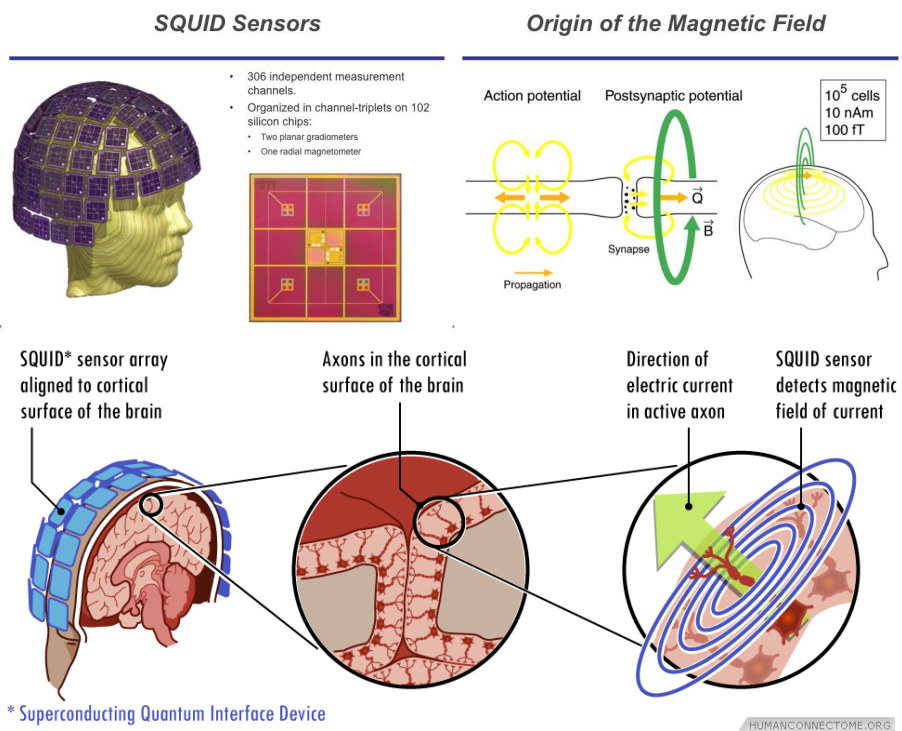 SQUID Sensors
Origin of the Magnetic Field
• 306 independent measurement
channels.
• Organized in channel-triplets on 102
silicon chips:
• Two planar gradiometers
• One radial magnetometer
Action potential
Postsynaptic potential
10⁵ cells
10 nAm
100 fT
Q
B
Synapse
Propagation
SQUID* sensor array
aligned to cortical
surface of the brain
Axons in the cortical
surface of the brain
Direction of
electric current
in active axon
SQUID sensor
detects magnetic
field of current
* Superconducting Quantum Interface Device
HUMANCONNECTOME.ORG